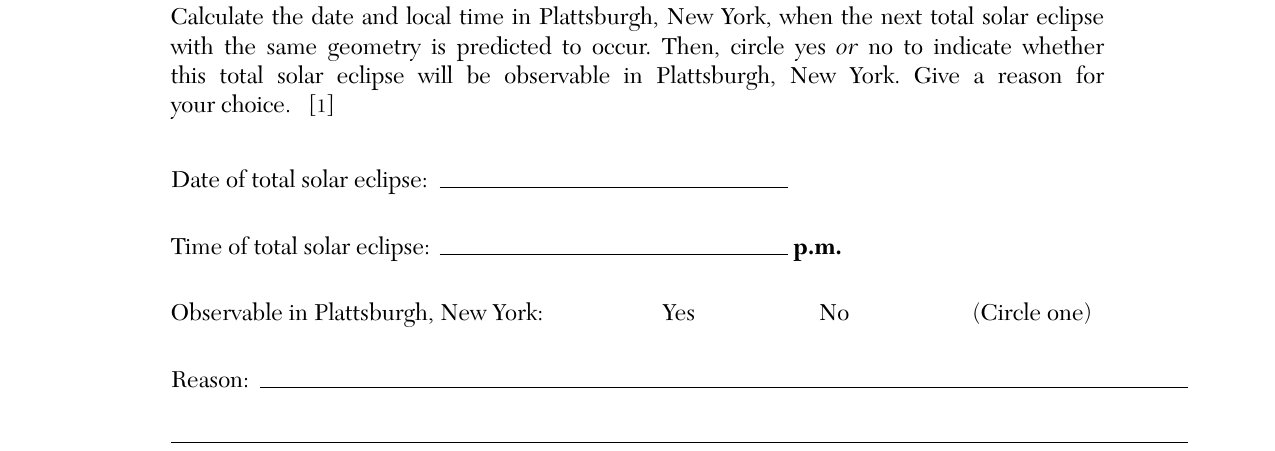 Calculate the date and local time in Plattsburgh, New York, when the next total solar eclipse
with the same geometry is predicted to occur. Then, circle yes or no to indicate whether
this total solar eclipse will be observable in Plattsburgh, New York. Give a reason for
your choice. [1]
Date of total solar eclipse:
Time of total solar eclipse: p.m.
Observable in Plattsburgh, New York: Yes No (Circle one)
Reason: